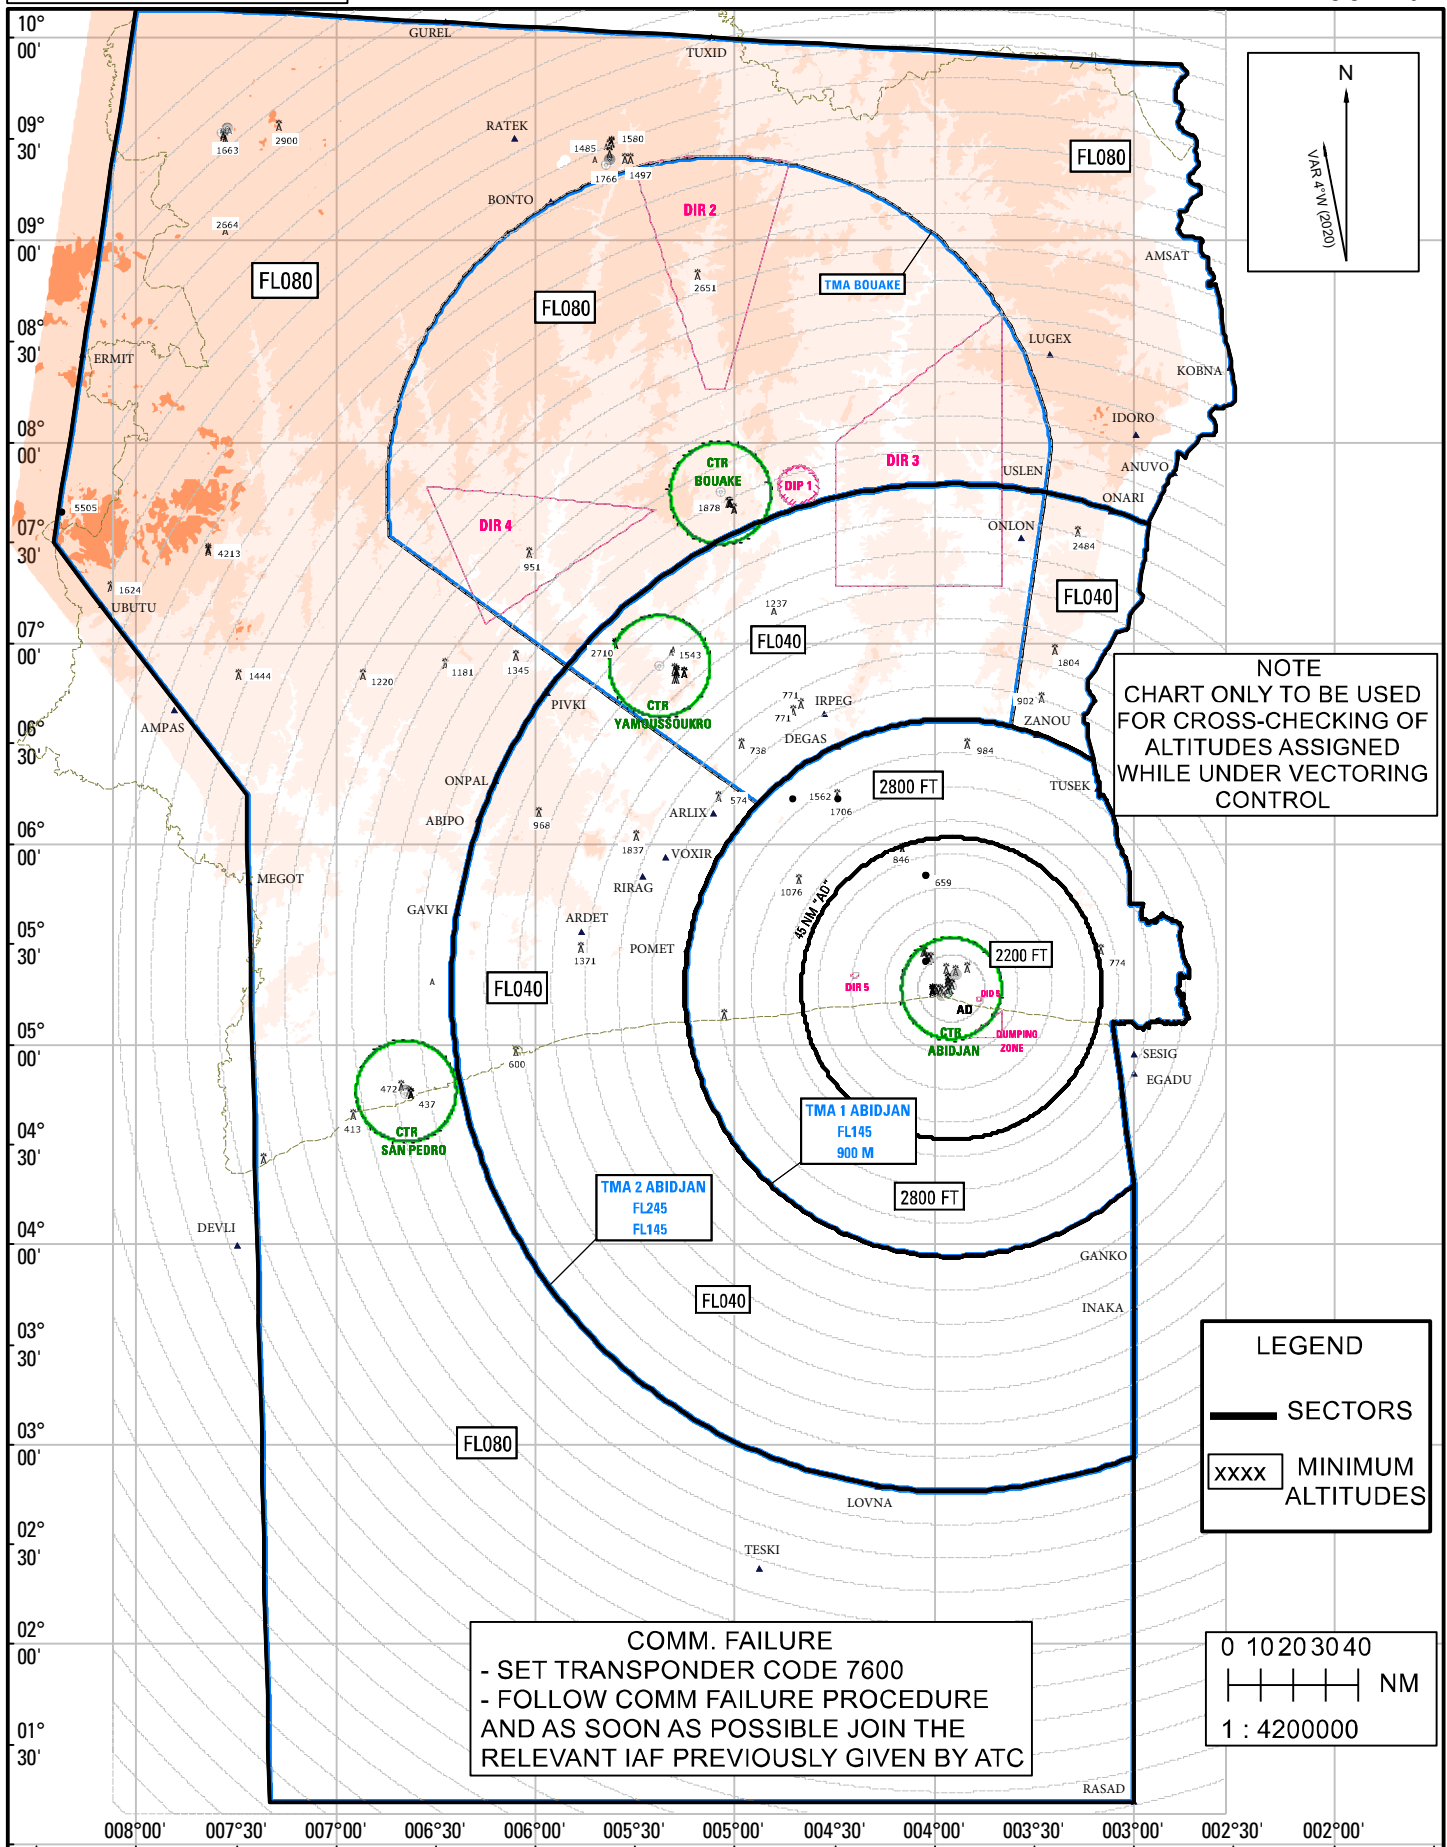 GUREL
TUXID
10°
00'
N
VAR 4°W (2020)
09°
30'
1663
2900
RATEK
1485
1580
1766
1497
FL080
BONTO
DIR 2
2664
09°
00'
AMSAT
FL080
FL080
2651
TMA BOUAKE
08°
30'
ERMIT
LUGEX
KOBNA
IDORO
08°
00'
CTR
BOUAKE
DIR 3
USLEN
ANUVO
DIP 1
ONARI
1878
5505
DIR 4
07°
30'
4213
951
ONLON
2484
1624
UBUTU
FL040
1237
FL040
07°
00'
2710
1543
1444
1220
1181
1345
1804
NOTE
CHART ONLY TO BE USED
FOR CROSS-CHECKING OF
ALTITUDES ASSIGNED
WHILE UNDER VECTORING
CONTROL
PIVKI
CTR
YAMOUSSOUKRO
771
771
IRPEG
902
ZANOU
AMPAS
06°
30'
738
DEGAS
984
ONPAL
2800 FT
TUSEK
574
1562
1706
ARLIX
ABIPO
968
06°
00'
1837
VOXIR
846
MEGOT
RIRAG
1076
659
45 NM "AD"
GAVKI
ARDET
05°
30'
1371
POMET
2200 FT
774
FL040
DIR 5
DID 5
AD
DUMPING
ZONE
CTR
ABIDJAN
05°
00'
600
SESIG
EGADU
472
437
413
CTR
SAN PEDRO
TMA 1 ABIDJAN
FL145
900 M
04°
30'
TMA 2 ABIDJAN
FL245
FL145
2800 FT
DEVLI
04°
00'
GANKO
FL040
INAKA
03°
30'
LEGEND
SECTORS
xxxx
MINIMUM
ALTITUDES
FL080
03°
00'
LOVNA
02°
30'
TESKI
02°
00'
COMM. FAILURE
- SET TRANSPONDER CODE 7600
- FOLLOW COMM FAILURE PROCEDURE
AND AS SOON AS POSSIBLE JOIN THE
RELEVANT IAF PREVIOUSLY GIVEN BY ATC
0 10 20 30 40
NM
1 : 4200000
01°
30'
RASAD
008°00' 007°30' 007°00' 006°30' 006°00' 005°30' 005°00' 004°30' 004°00' 003°30' 003°00' 002°30' 002°00'